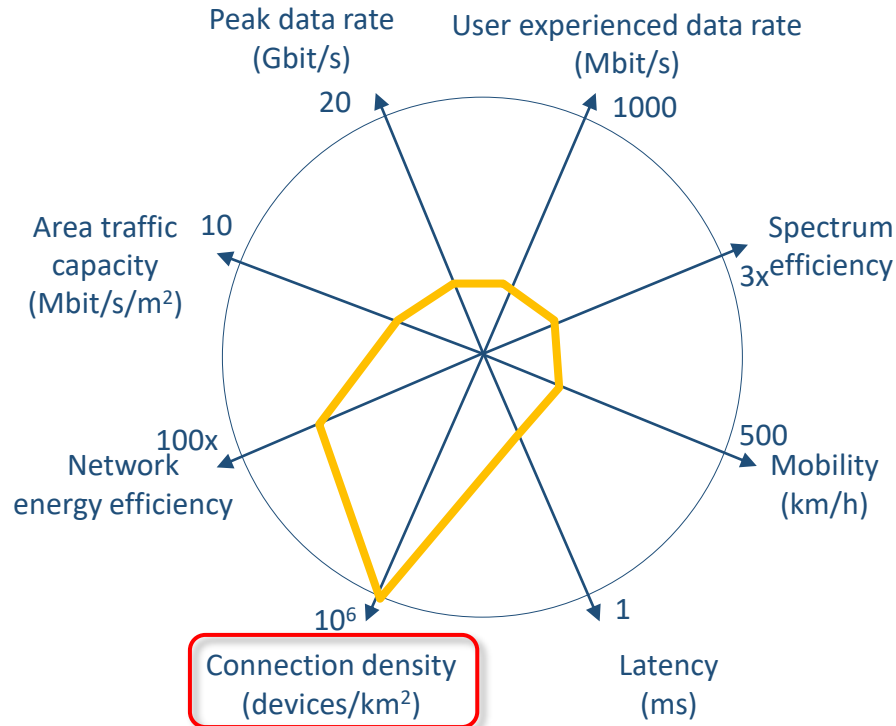 Peak data rate
(Gbit/s)
User experienced data rate
(Mbit/s)
20
1000
Area traffic
capacity
(Mbit/s/m²)
10
Spectrum
efficiency
3x
100x
Network
energy efficiency
500
Mobility
(km/h)
10⁶
Connection density
(devices/km²)
1
Latency
(ms)